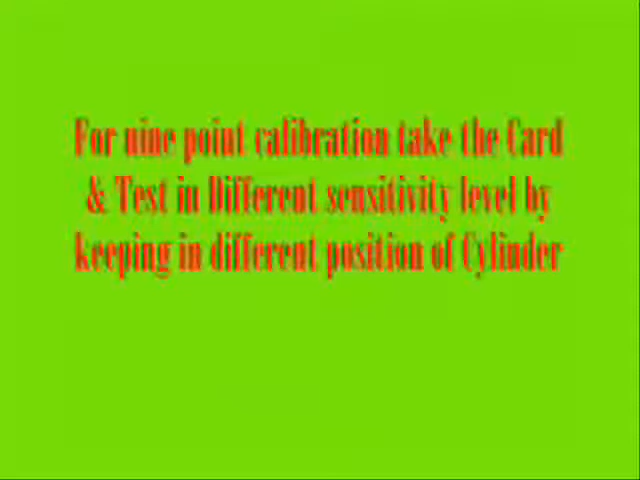 For nine point calibration take the Card
& Test in Different sensitivity level by
keeping in different position of Cylinder